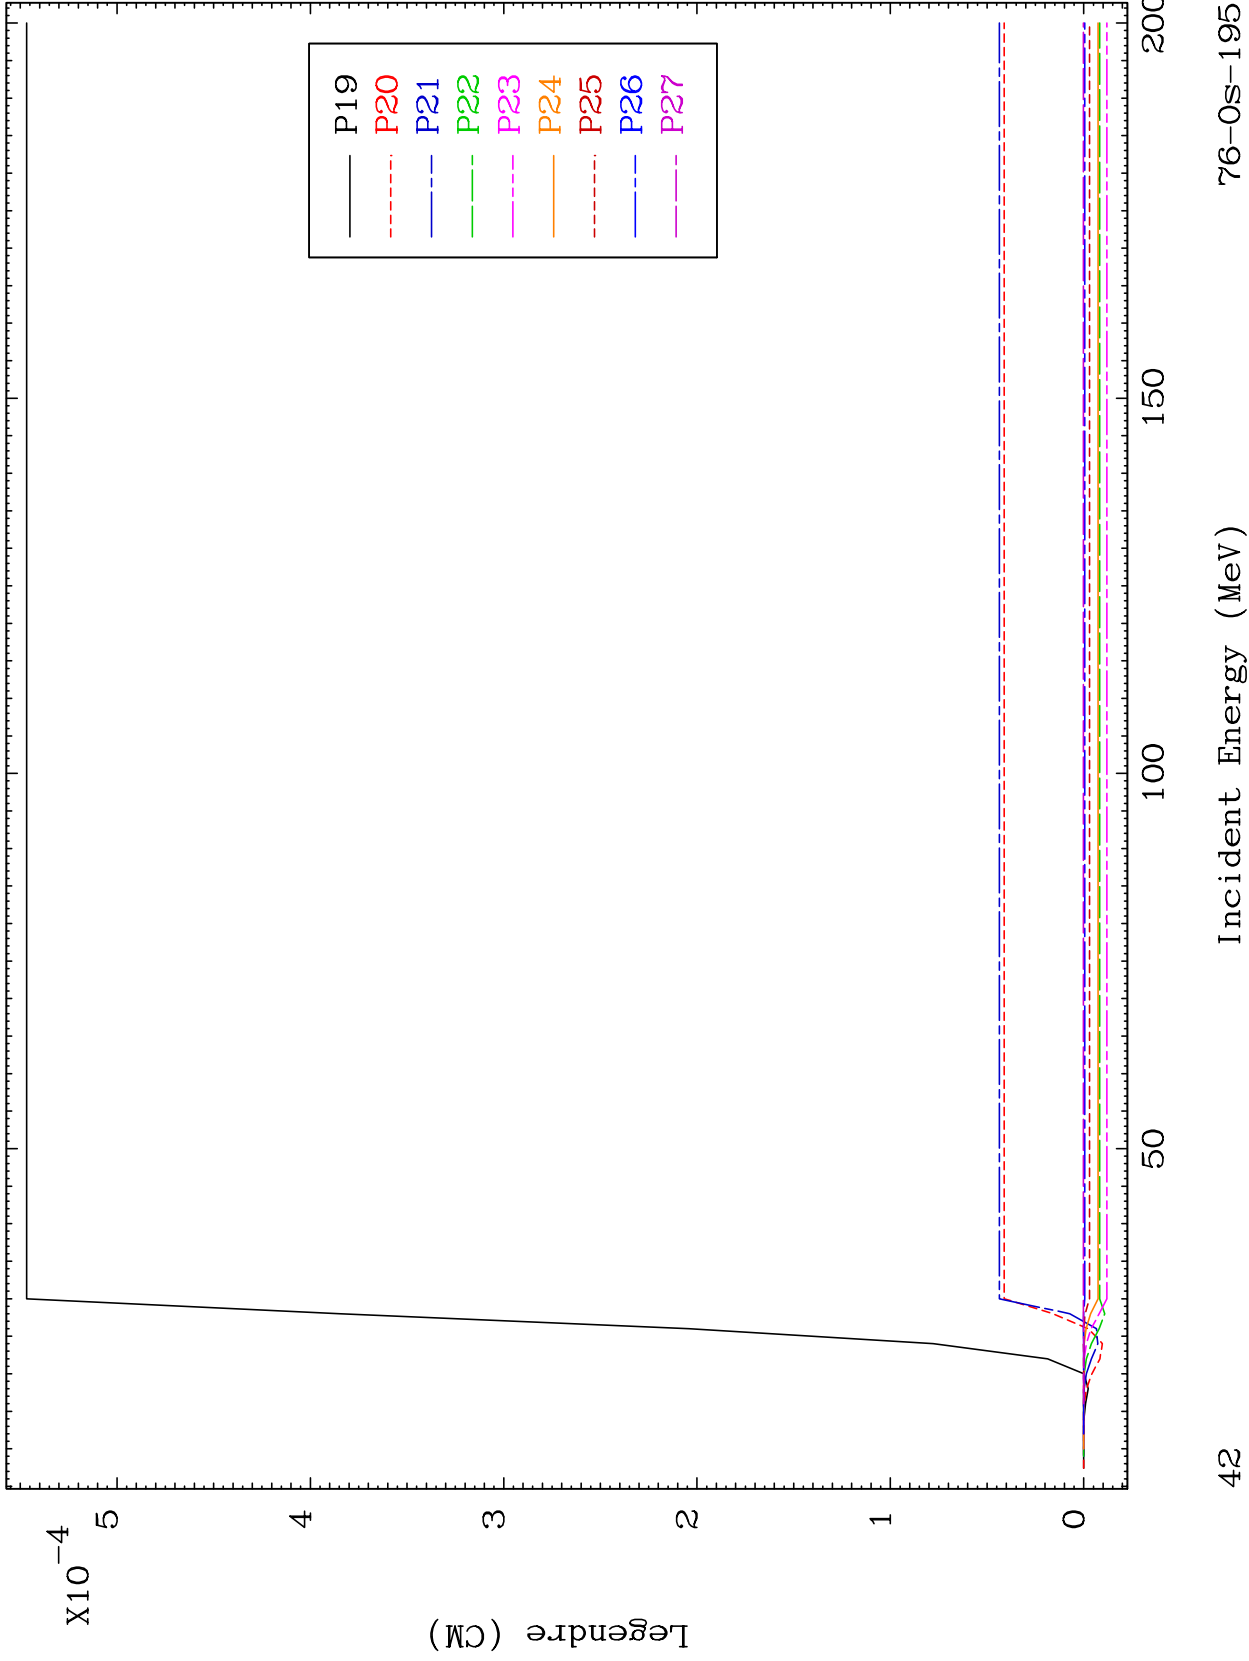 X10-4
5
4
3
2
1
0
Legendre (CM)
P19
P20
P21
P22
P23
P24
P25
P26
P27
50
100
150
200
Incident Energy (MeV)
42
76-Os-195